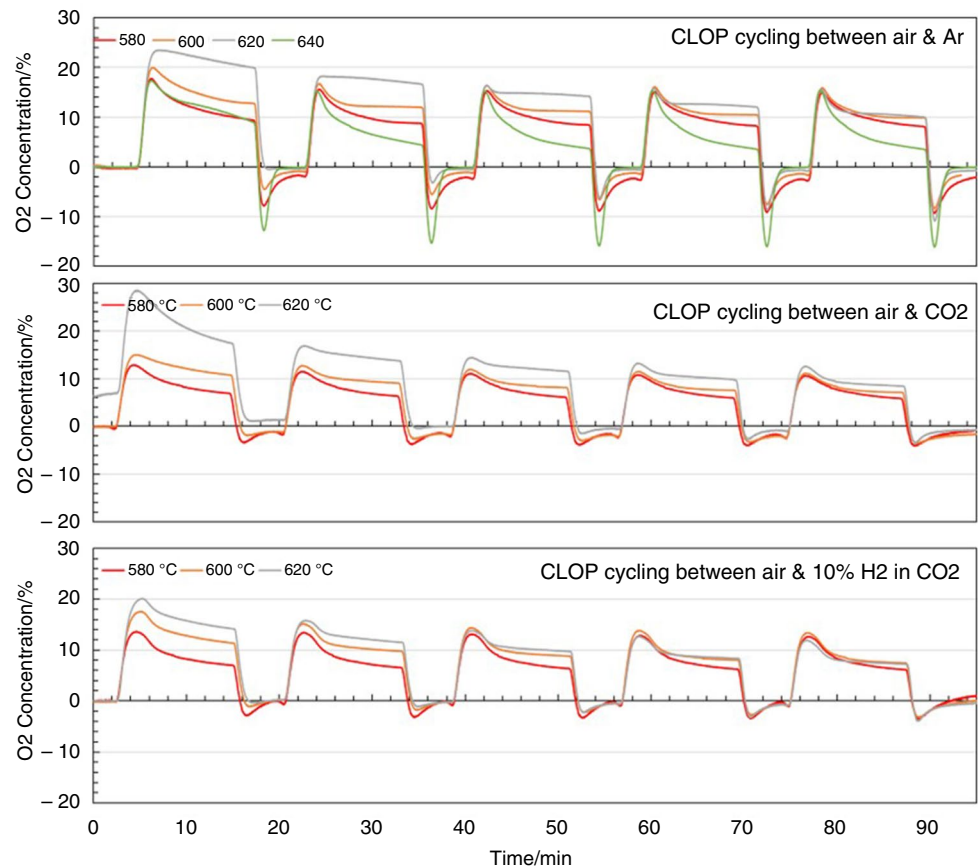 30
580 600 620 640
CLOP cycling between air & Ar
20
10
0
– 10
– 20
O2 Concentration/%
30
580 °C 600 °C 620 °C
CLOP cycling between air & CO2
20
10
0
– 10
– 20
O2 Concentration/%
30
580 °C 600 °C 620 °C
CLOP cycling between air & 10% H2 in CO2
20
10
0
– 10
– 20
O2 Concentration/%
0 10 20 30 40 50 60 70 80 90
Time/min